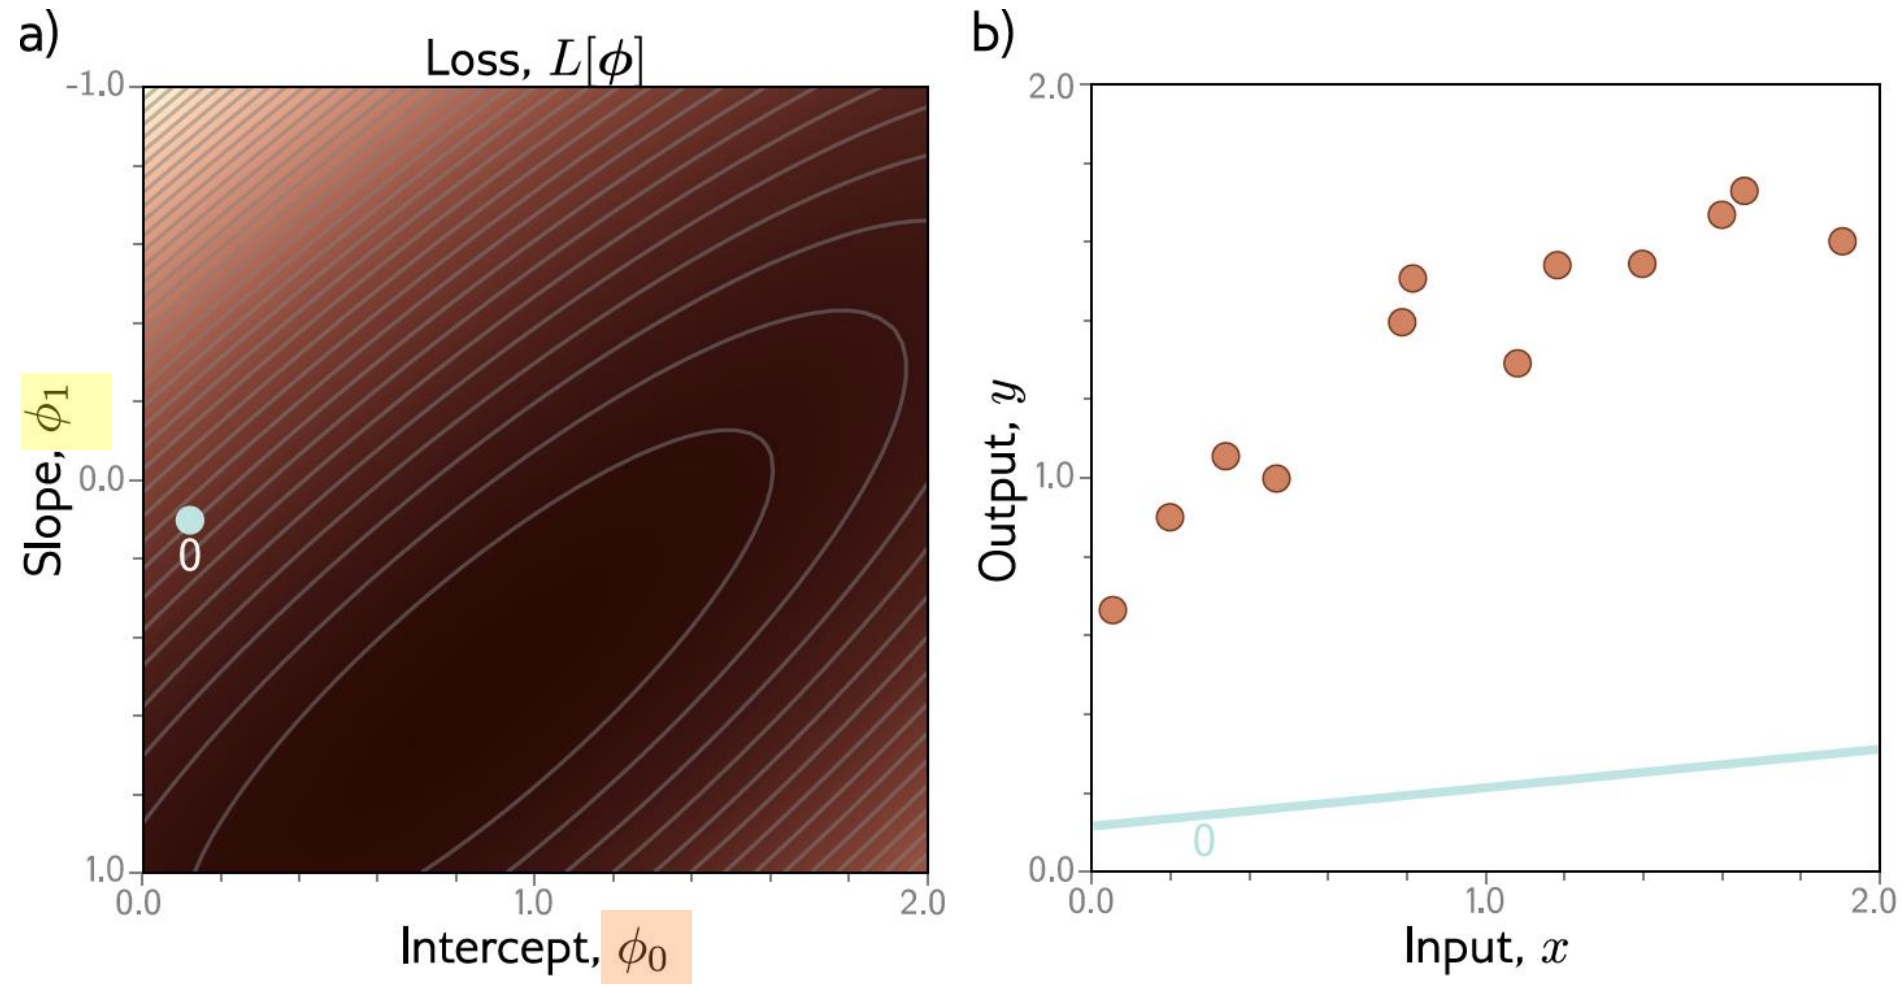 a)
Loss, L[ϕ]
-1.0
0.0
1.0
Slope, ϕ₁
0
0.0
1.0
2.0
Intercept, ϕ₀
b)
2.0
1.0
0.0
Output, y
0
0.0
1.0
2.0
Input, x